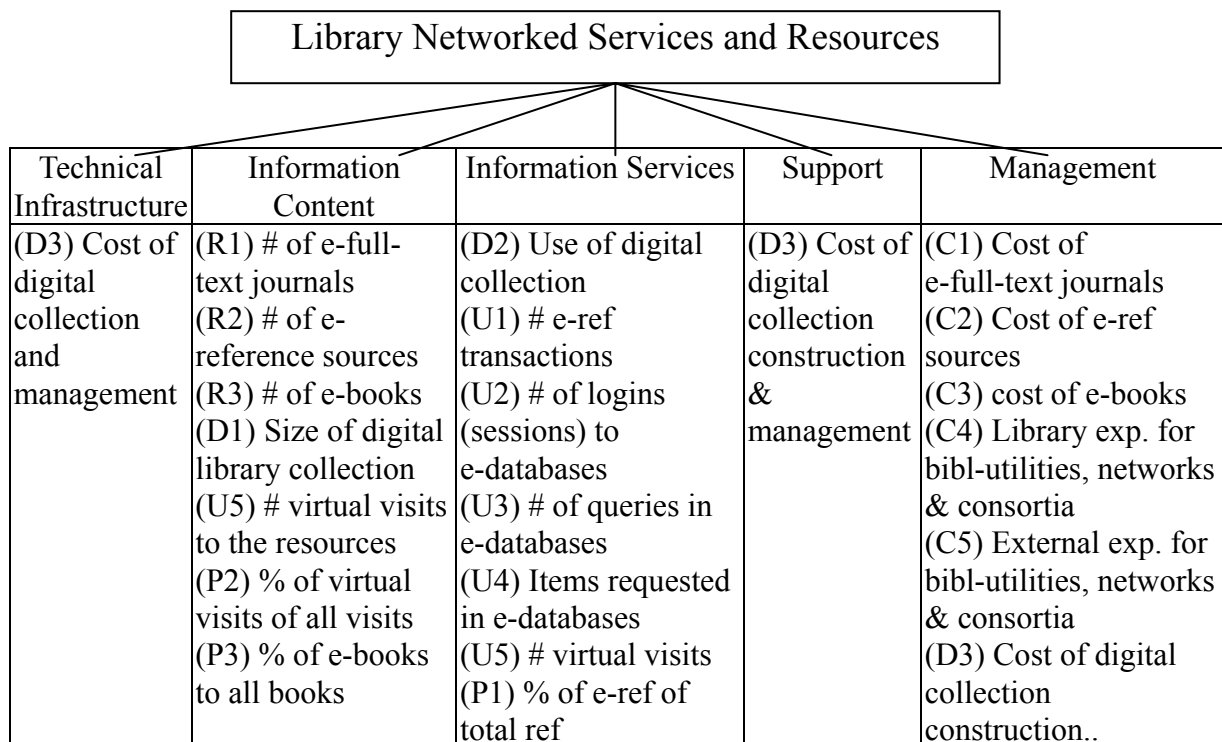 Library Networked Services and Resources
Technical
Infrastructure
Information
Content
Information Services
Support
Management
(D3) Cost of
digital
collection
and
management
(R1) # of e-full-
text journals
(R2) # of e-
reference sources
(R3) # of e-books
(D1) Size of digital
library collection
(U5) # virtual visits
to the resources
(P2) % of virtual
visits of all visits
(P3) % of e-books
to all books
(D2) Use of digital
collection
(U1) # e-ref
transactions
(U2) # of logins
(sessions) to
e-databases
(U3) # of queries in
e-databases
(U4) Items requested
in e-databases
(U5) # virtual visits
(P1) % of e-ref of
total ref
(D3) Cost of
digital
collection
construction
&
management
(C1) Cost of
e-full-text journals
(C2) Cost of e-ref
sources
(C3) cost of e-books
(C4) Library exp. for
bibl-utilities, networks
& consortia
(C5) External exp. for
bibl-utilities, networks
& consortia
(D3) Cost of digital
collection
construction..